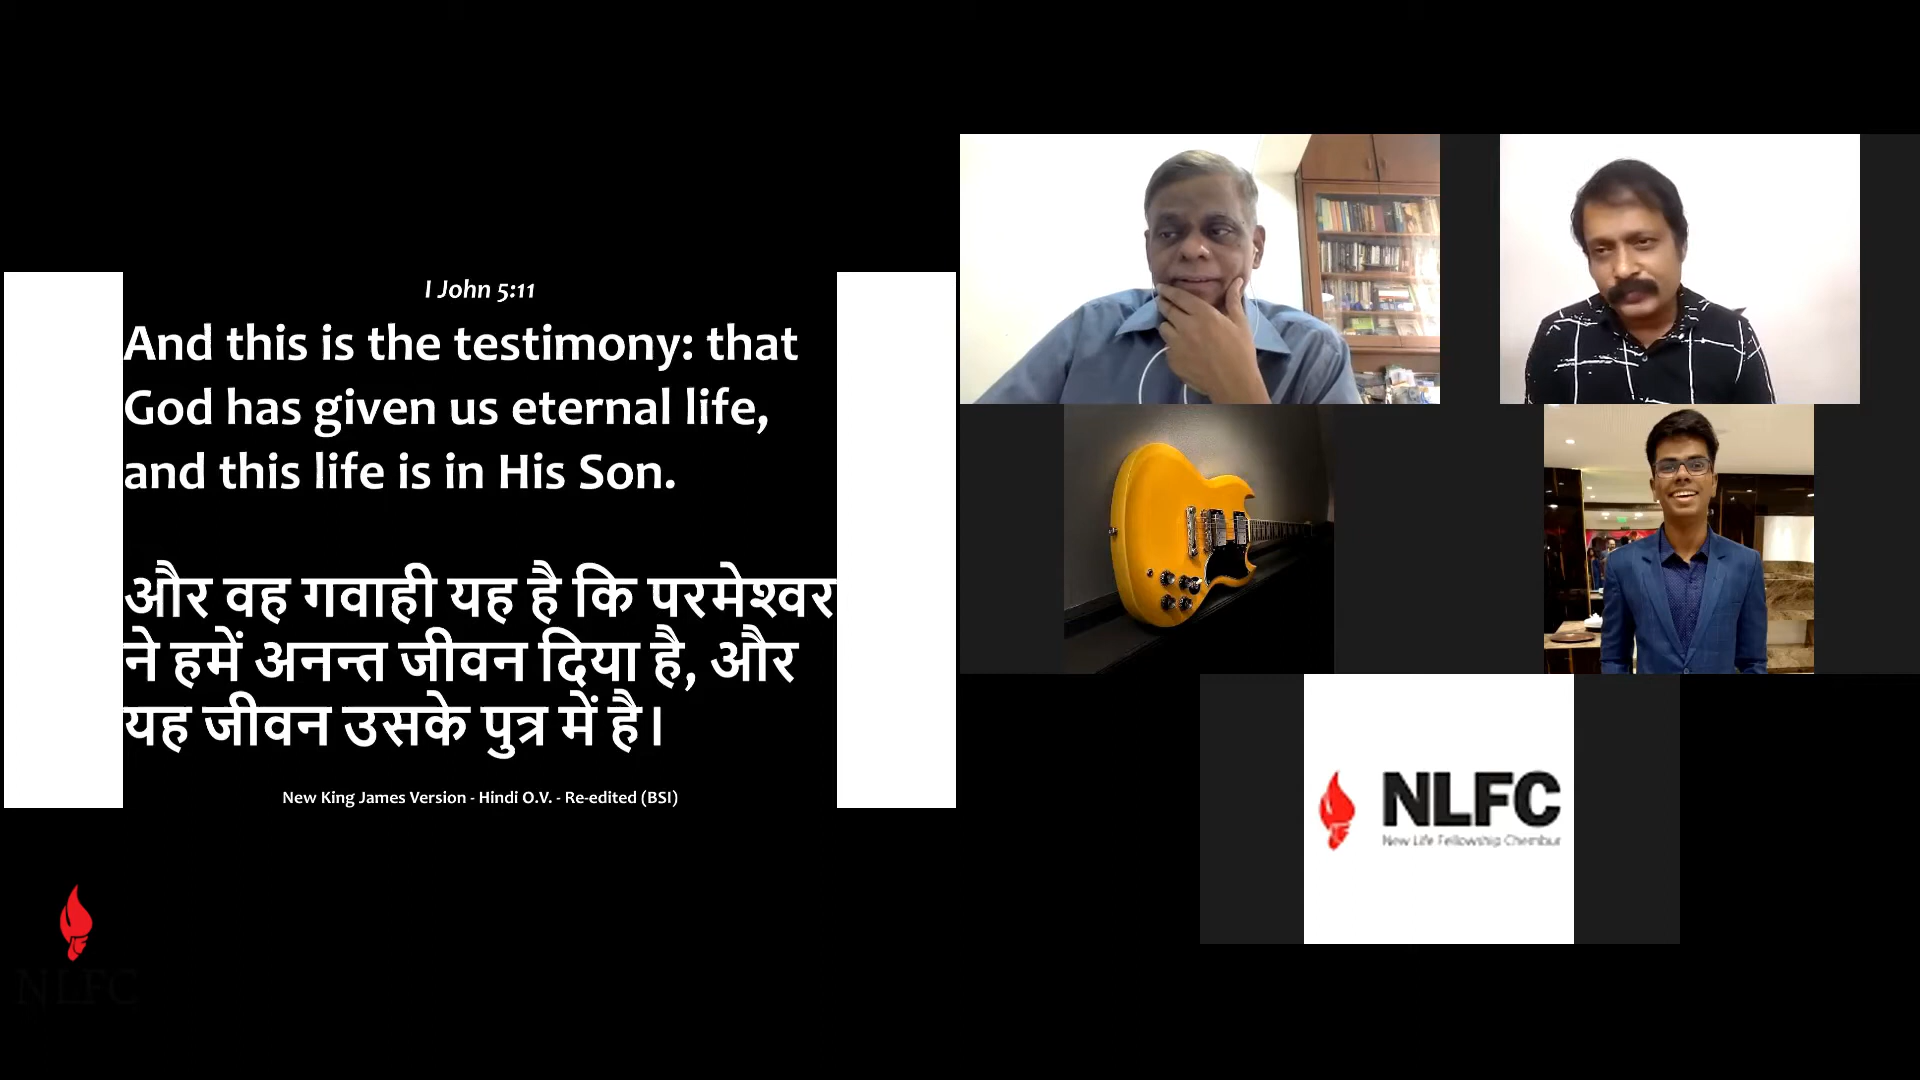 I John 5:11
And this is the testimony: that
God has given us eternal life,
and this life is in His Son.
और वह गवाही यह है कि परमेश्वर
ने हमें अनन्त जीवन दिया है, और
यह जीवन उसके पुत्र में है।
New King James Version - Hindi O.V. - Re-edited (BSI)
NLFC
NLFC
New Life Fellowship Chembur